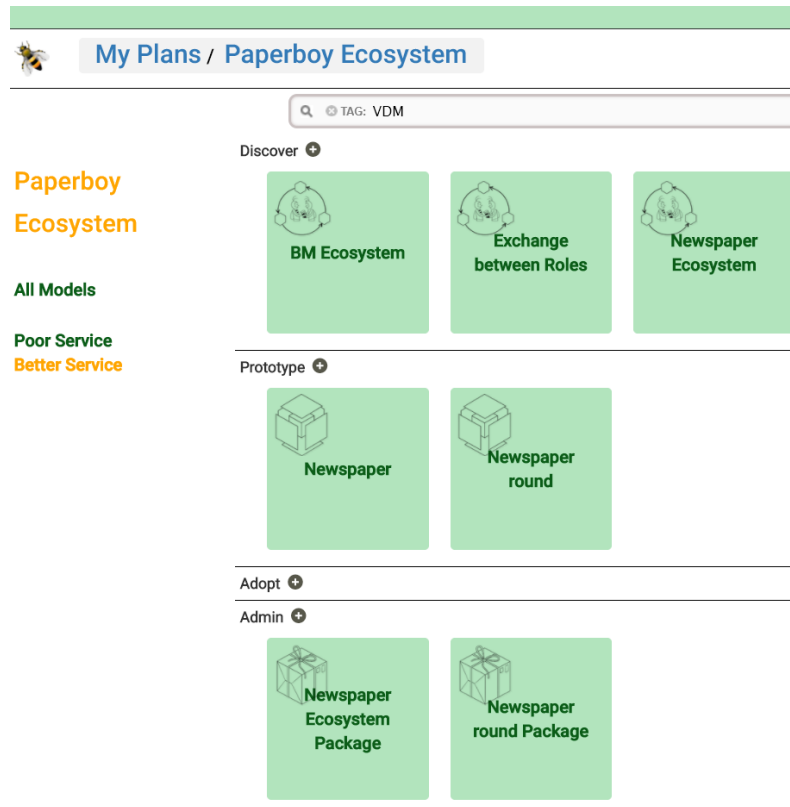 My Plans / Paperboy Ecosystem
TAG: VDM
Paperboy
Ecosystem
All Models
Poor Service
Better Service
Discover
BM Ecosystem
Exchange
between Roles
Newspaper
Ecosystem
Prototype
Newspaper
Newspaper
round
Adopt
Admin
Newspaper
Ecosystem
Package
Newspaper
round Package